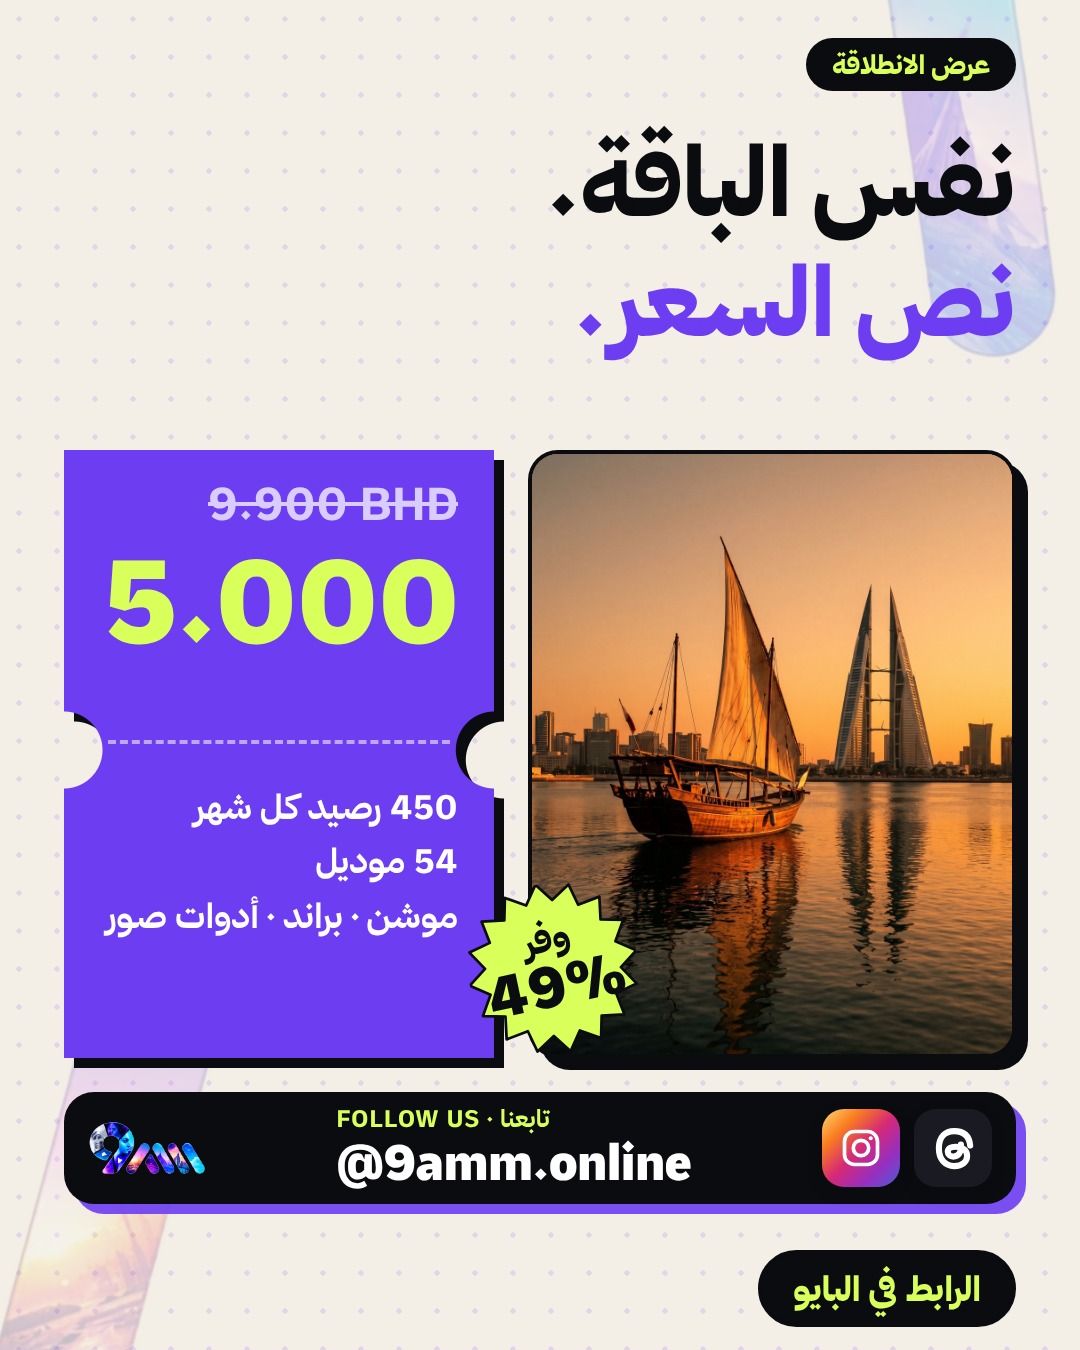 عرض الانطلاقة
نفس الباقة.
نص السعر.
9.900 BHD
5.000
450 رصيد كل شهر
54 موديل
موشن · براند · أدوات صور
وفر
49%
9am
FOLLOW US · تابعنا
@9amm.online
الرابط في البايو